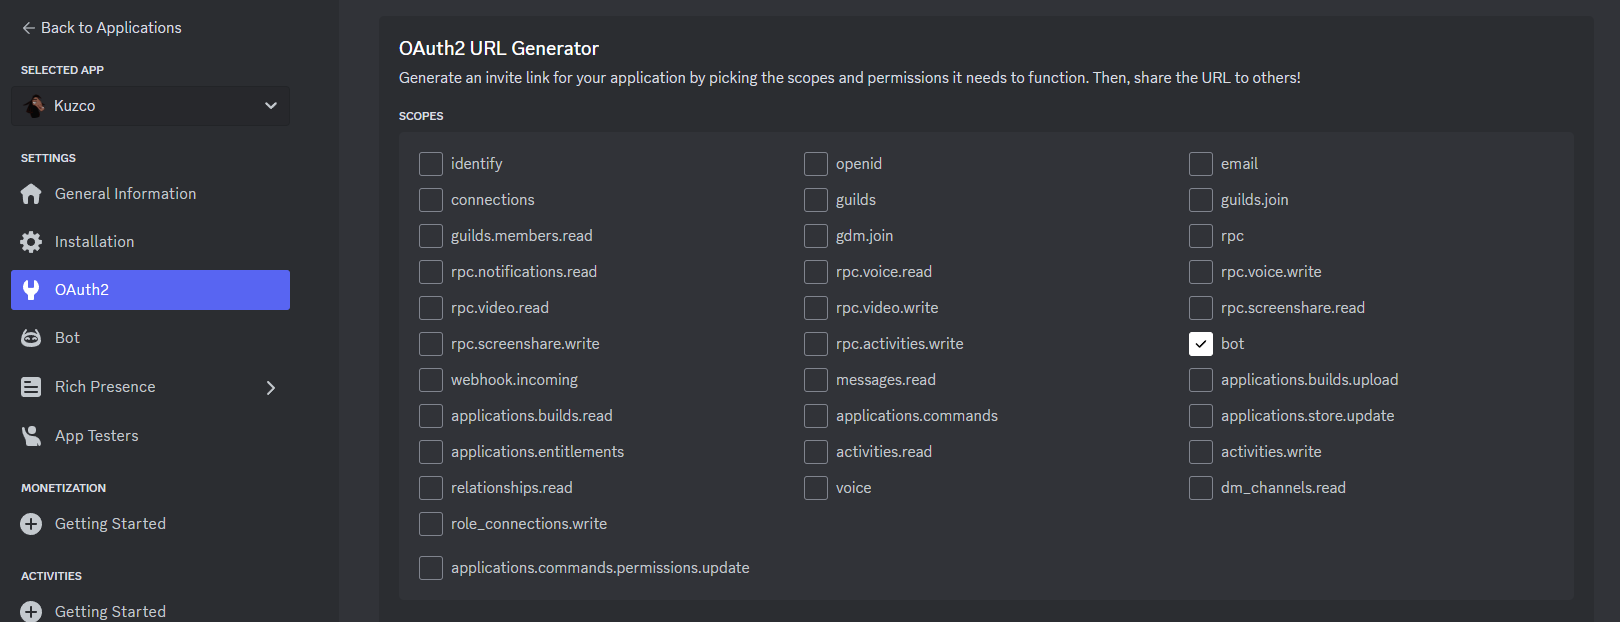 Back to Applications
SELECTED APP
Kuzco
SETTINGS
General Information
Installation
OAuth2
Bot
Rich Presence
App Testers
MONETIZATION
Getting Started
ACTIVITIES
Getting Started
OAuth2 URL Generator
Generate an invite link for your application by picking the scopes and permissions it needs to function. Then, share the URL to others!
SCOPES
identify openid email
connections guilds guilds.join
guilds.members.read gdm.join rpc
rpc.notifications.read rpc.voice.read rpc.voice.write
rpc.video.read rpc.video.write rpc.screenshare.read
rpc.screenshare.write rpc.activities.write bot
webhook.incoming messages.read applications.builds.upload
applications.builds.read applications.commands applications.store.update
applications.entitlements activities.read activities.write
relationships.read voice dm_channels.read
role_connections.write
applications.commands.permissions.update